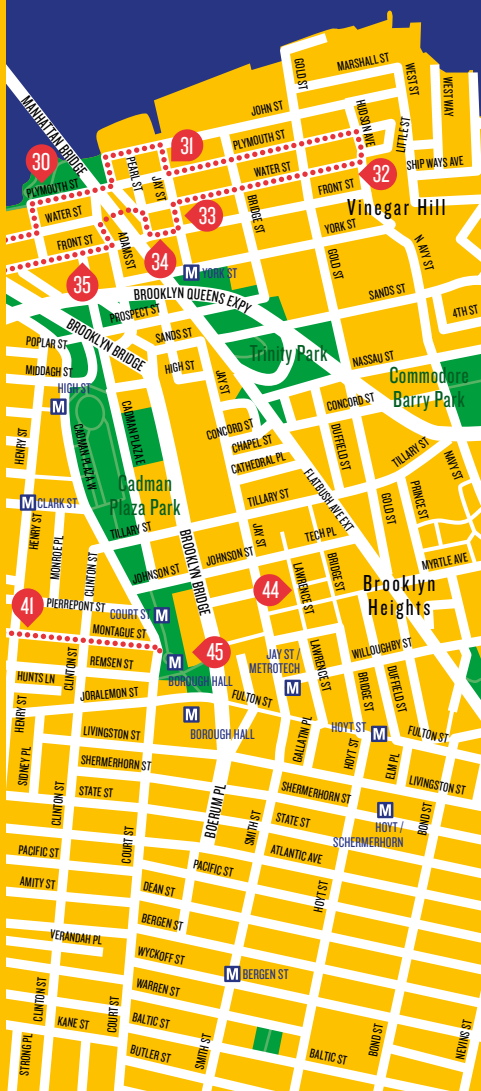 MARSHALL ST
GOLD ST
WEST ST
WESTWAY
MANHATTAN BRIDGE
JOHN ST
HUDSON AVE
LITTLE ST
31
PLYMOUTH ST
30
PEARL ST
JAY ST
WATER ST
SHIP WAYS AVE
32
PLYMOUTH ST
FRONT ST
Vinegar Hill
WATER ST
33
BRIDGE ST
YORK ST
FRONT ST
ADAMS ST
34
GOLD ST
N AVY ST
35
M YORK ST
SANDS ST
BROOKLYN QUEENS EXPY
PROSPECT ST
4TH ST
BROOKLYN BRIDGE
SANDS ST
POPLAR ST
Trinity Park
NASSAU ST
MIDDAGH ST
HIGH ST
JAY ST
Commodore
Barry Park
HIGH ST
M
CADMAN PLAZA E
CONCORD ST
CADMAN PLAZA W
HENRY ST
CONCORD ST
CHAPEL ST
CATHEDRAL PL
DUFFIELD ST
TILLARY ST
NAVY ST
FLATBUSH AVE EXT
Cadman
Plaza Park
M CLARK ST
HENRY ST
TILLARY ST
GOLD ST
PRINCE ST
TILLARY ST
MONROE PL
CLINTON ST
BROOKLYN BRIDGE
JAY ST
TECH PL
JOHNSON ST
JOHNSON ST
BRIDGE ST
MYRTLE AVE
44
LAWRENCE ST
Brooklyn
Heights
41
PIERREPONT ST
COURT ST M
MONTAGUE ST
45
JAY ST /
METROTECH
M
LAWRENCE ST
WILLOUGHBY ST
REMSEN ST
M
BOROUGH HALL
HUNTS LN
CLINTON ST
JORALEMON ST
FULTON ST
BRIDGE ST
DUFFIELD ST
HENRY ST
M
BOROUGH HALL
GALLATIN PL
HOYT ST M
FULTON ST
LIVINGSTON ST
HOYT ST
ELM PL
SIDNEY PL
SHERMERHORN ST
LIVINGSTON ST
STATE ST
BOERUM PL
SHERMERHORN ST
CLINTON ST
SMITH ST
STATE ST
M
HOYT /
SCHERMERHORN
BOND ST
COURT ST
ATLANTIC AVE
PACIFIC ST
PACIFIC ST
AMITY ST
DEAN ST
HOYT ST
BERGEN ST
VERANDAH PL
WYCKOFF ST
M BERGEN ST
WARREN ST
CLINTON ST
COURT ST
BALTIC ST
KANE ST
SMITH ST
BOND ST
NEVINS ST
STRONG PL
BUTLER ST
BALTIC ST